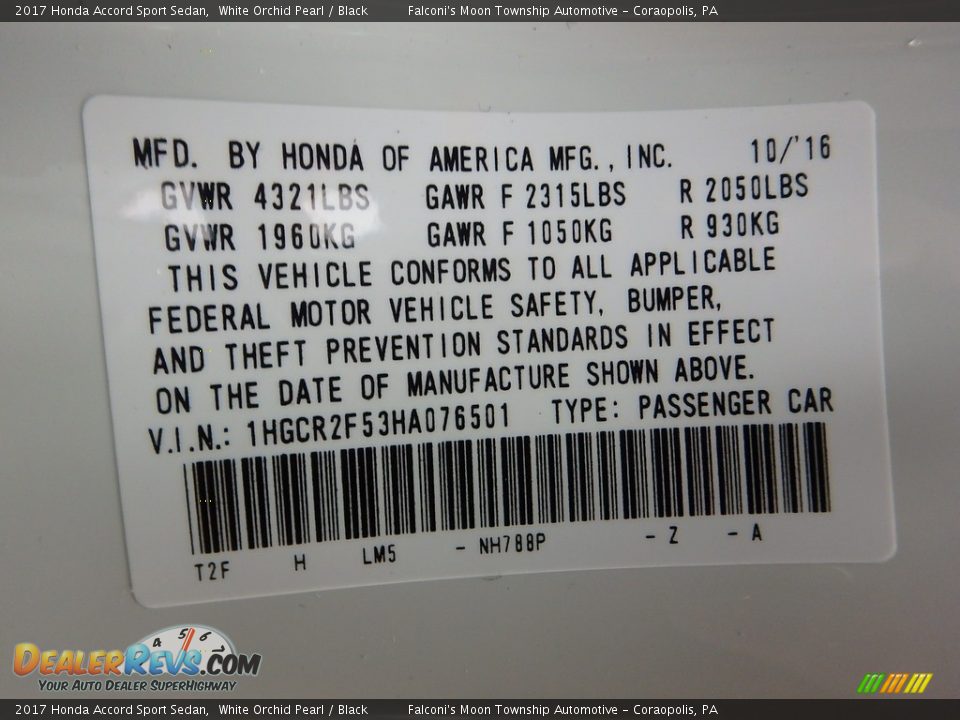 2017 Honda Accord Sport Sedan, White Orchid Pearl / Black Falconi's Moon Township Automotive - Coraopolis, PA
MFD. BY HONDA OF AMERICA MFG., INC. 10/'16
GVWR 4321LBS GAWR F 2315LBS R 2050LBS
GVWR 1960KG GAWR F 1050KG R 930KG
THIS VEHICLE CONFORMS TO ALL APPLICABLE
FEDERAL MOTOR VEHICLE SAFETY, BUMPER,
AND THEFT PREVENTION STANDARDS IN EFFECT
ON THE DATE OF MANUFACTURE SHOWN ABOVE.
V.I.N.: 1HGCR2F53HA076501 TYPE: PASSENGER CAR
T2F H LM5 - NH788P - Z - A
4 5 6 7
DealerRevs.com
Your Auto Dealer SuperHighway
2017 Honda Accord Sport Sedan, White Orchid Pearl / Black Falconi's Moon Township Automotive - Coraopolis, PA